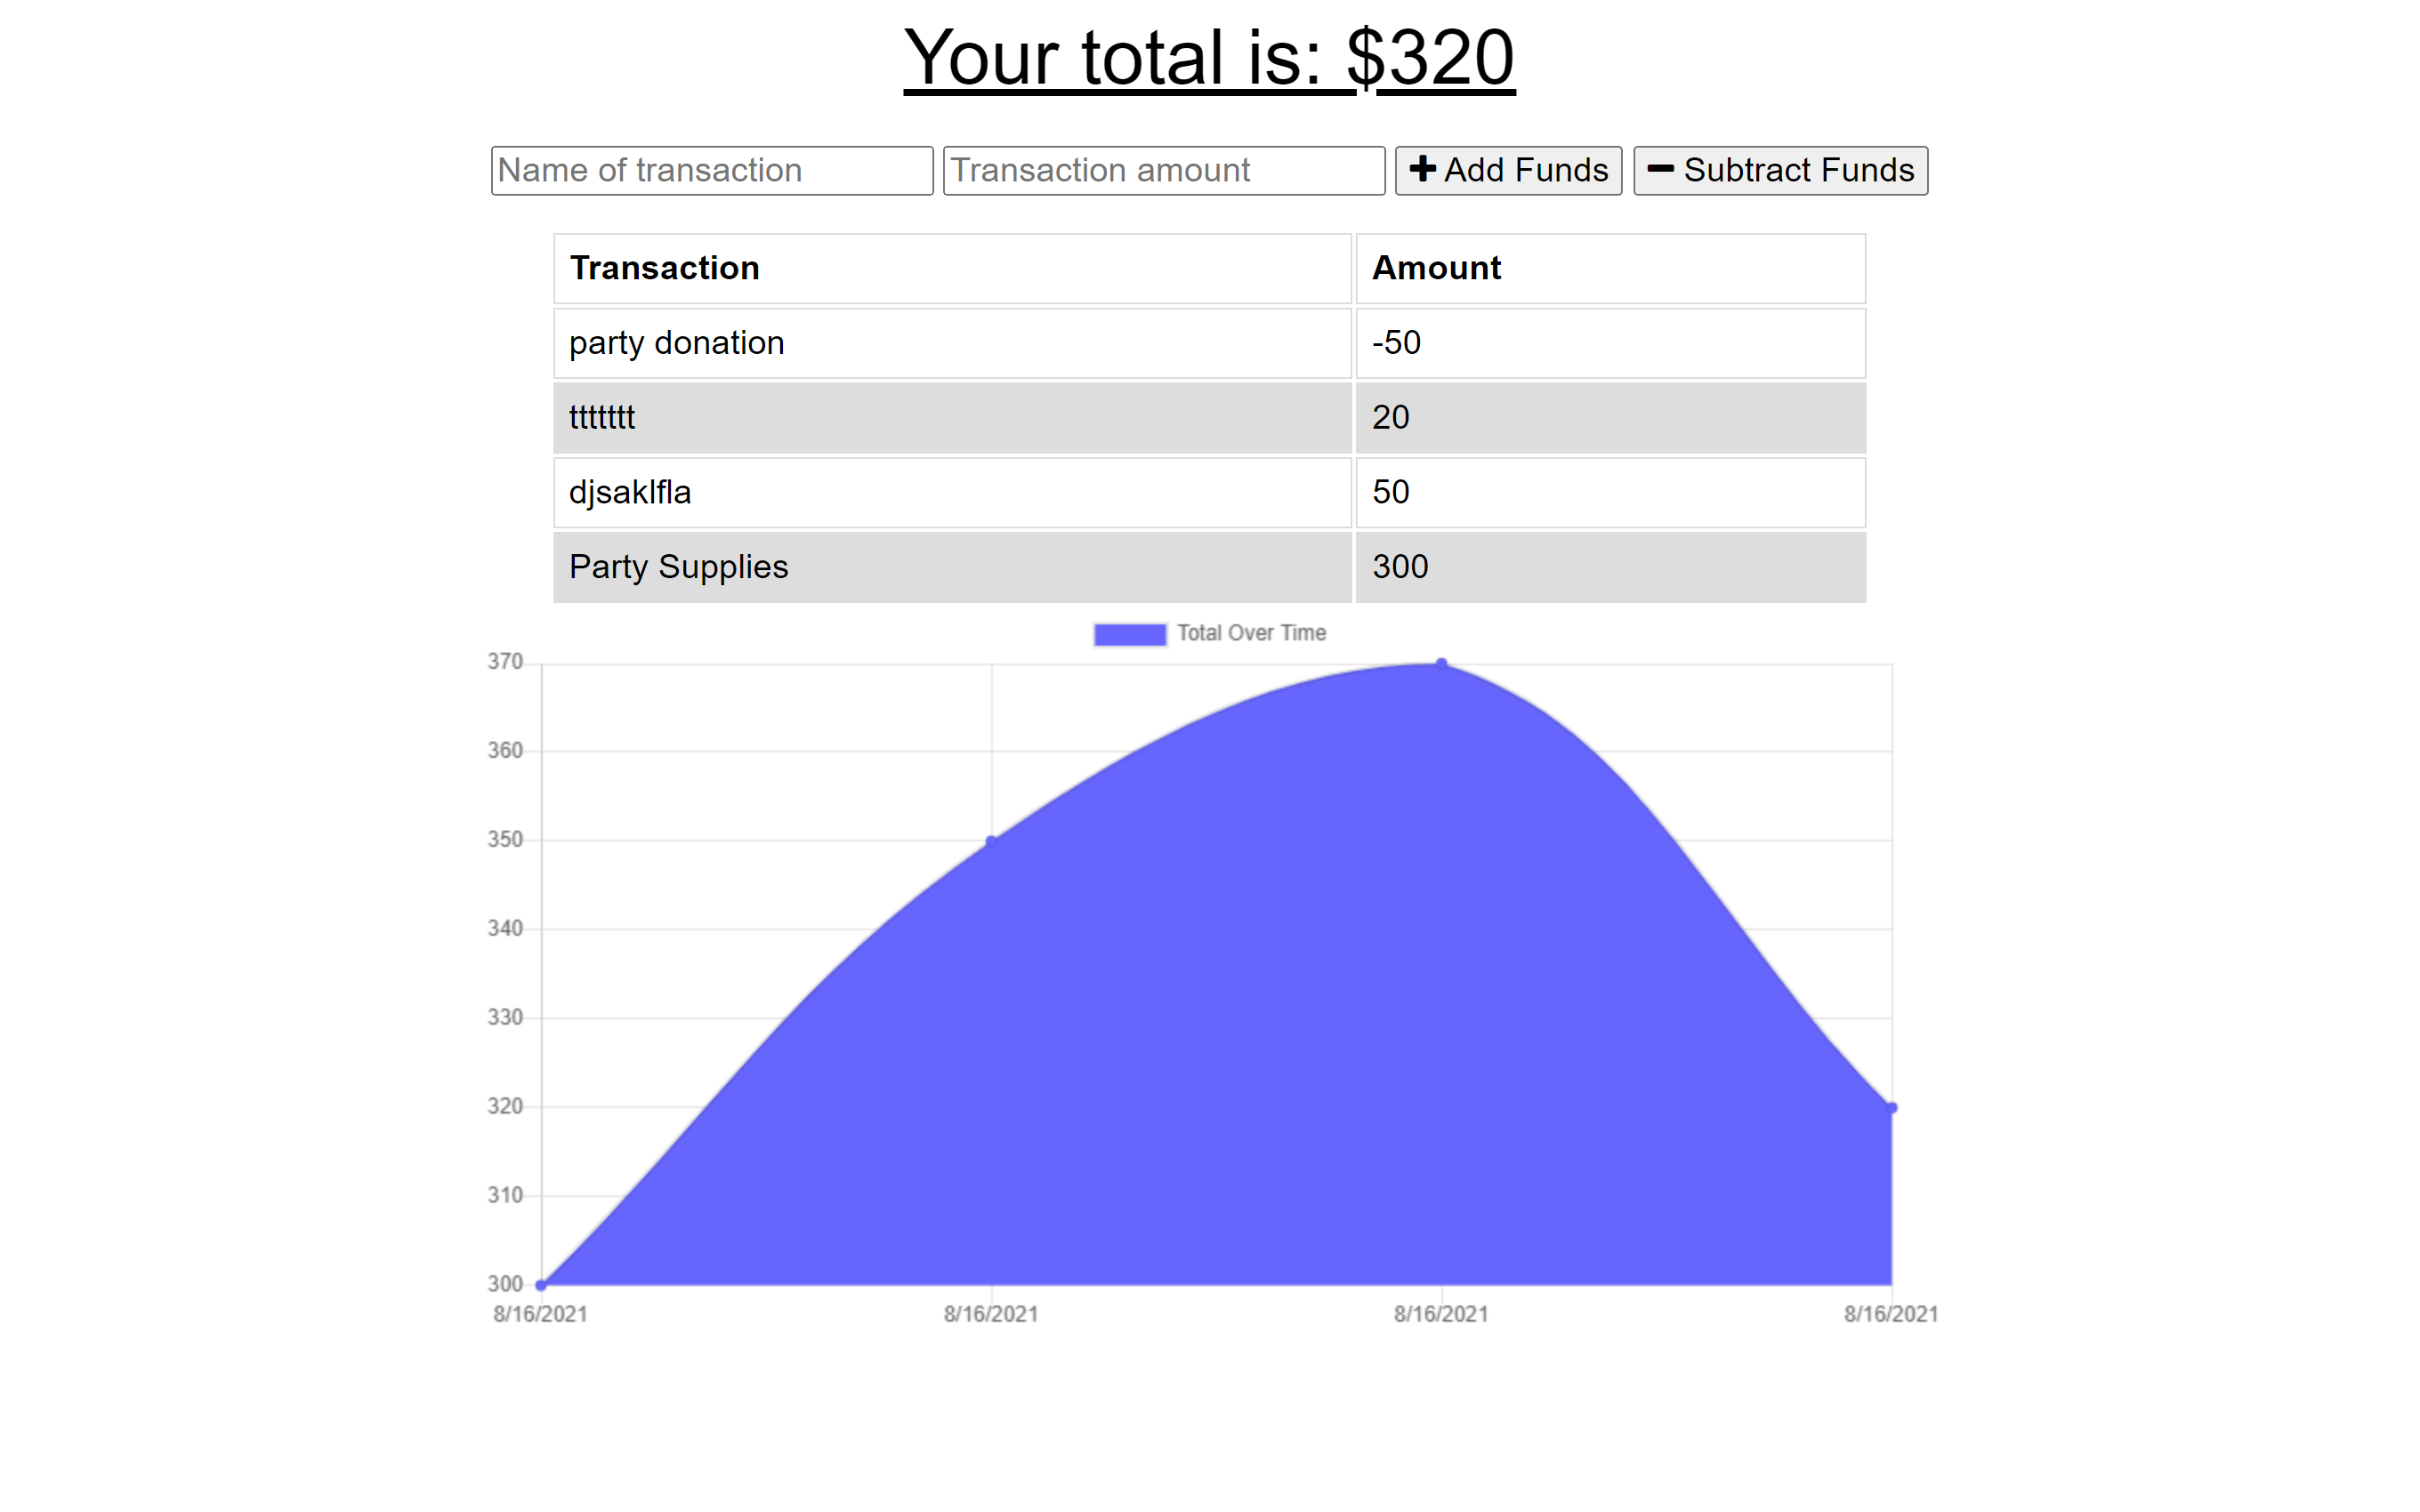 Your total is: $320
Name of transaction Transaction amount Add Funds Subtract Funds
Transaction Amount
party donation -50
ttttttt 20
djsaklfla 50
Party Supplies 300
Total Over Time
370
360
350
340
330
320
310
300
8/16/2021 8/16/2021 8/16/2021 8/16/2021